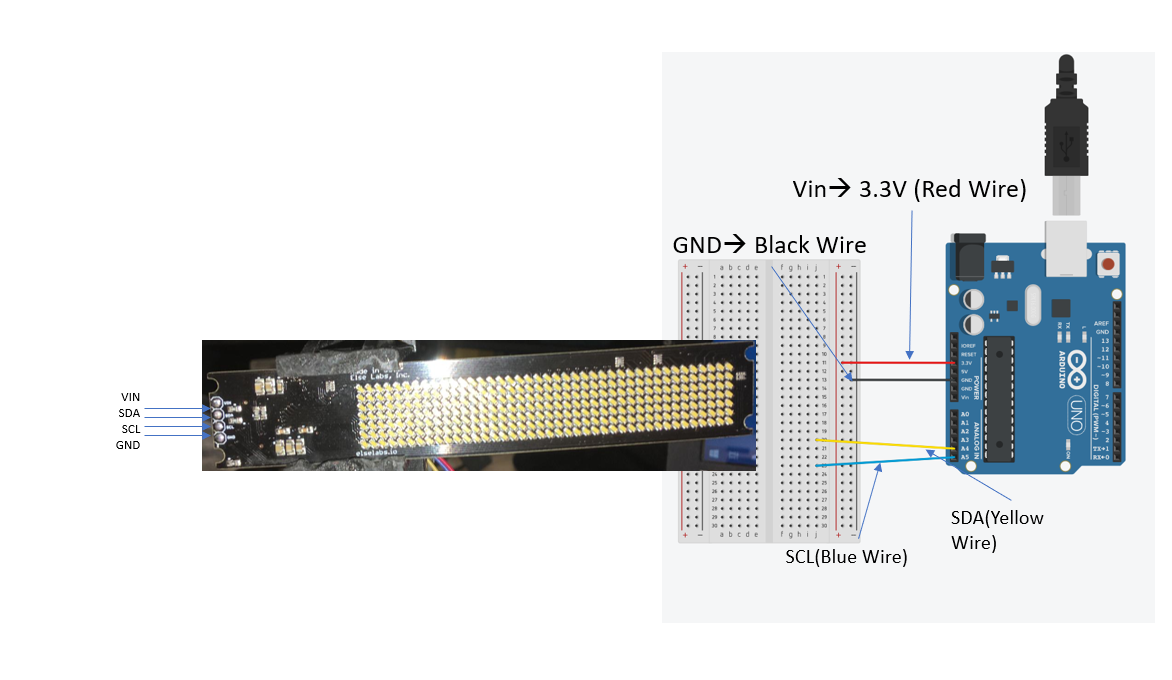 Vin→ 3.3V (Red Wire)
GND→ Black Wire
VIN
SDA
SCL
GND
Else Labs, Inc.
elselabs.io
+ − a b c d e f g h i j + −
IOREF
RESET
3.3V
5V
GND
GND
Vin
POWER
A0
A1
A2
A3
A4
A5
ANALOG IN
RX
TX
L
ON
ARDUINO
UNO
AREF
GND
13
12
~11
~10
~9
8
7
~6
~5
4
~3
2
TX→1
RX←0
DIGITAL (PWM~)
+ − a b c d e f g h i j + −
SDA(Yellow
Wire)
SCL(Blue Wire)